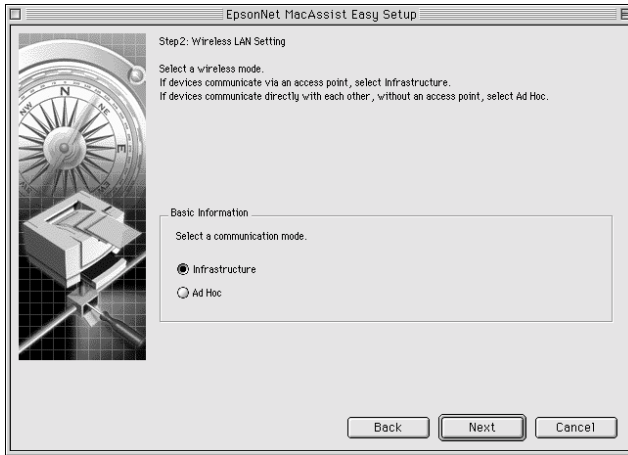 EpsonNet MacAssist Easy Setup
Step2: Wireless LAN Setting
Select a wireless mode.
If devices communicate via an access point, select Infrastructure.
If devices communicate directly with each other, without an access point, select Ad Hoc.
N
NE
E
NW
Basic Information
Select a communication mode.
Infrastructure
Ad Hoc
Back
Next
Cancel